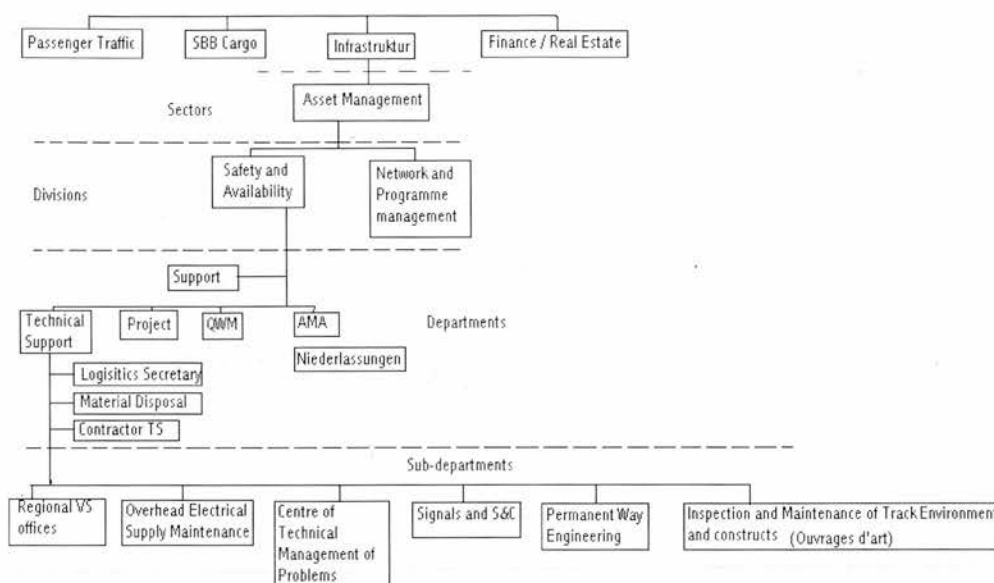 Passenger Traffic
SBB Cargo
Infrastruktur
Finance / Real Estate
Asset Management
Sectors
Safety and
Availability
Network and
Programme
management
Divisions
Support
Technical
Support
Project
QWM
AMA
Departments
Niederlassungen
Logisitics Secretary
Material Disposal
Contractor TS
Sub-departments
Regional VS
offices
Overhead Electrical
Supply Maintenance
Centre of
Technical
Management of
Problems
Signals and S&C
Permanent Way
Engineering
Inspection and Maintenance of Track Environment
and constructs (Ouvrages d'art)